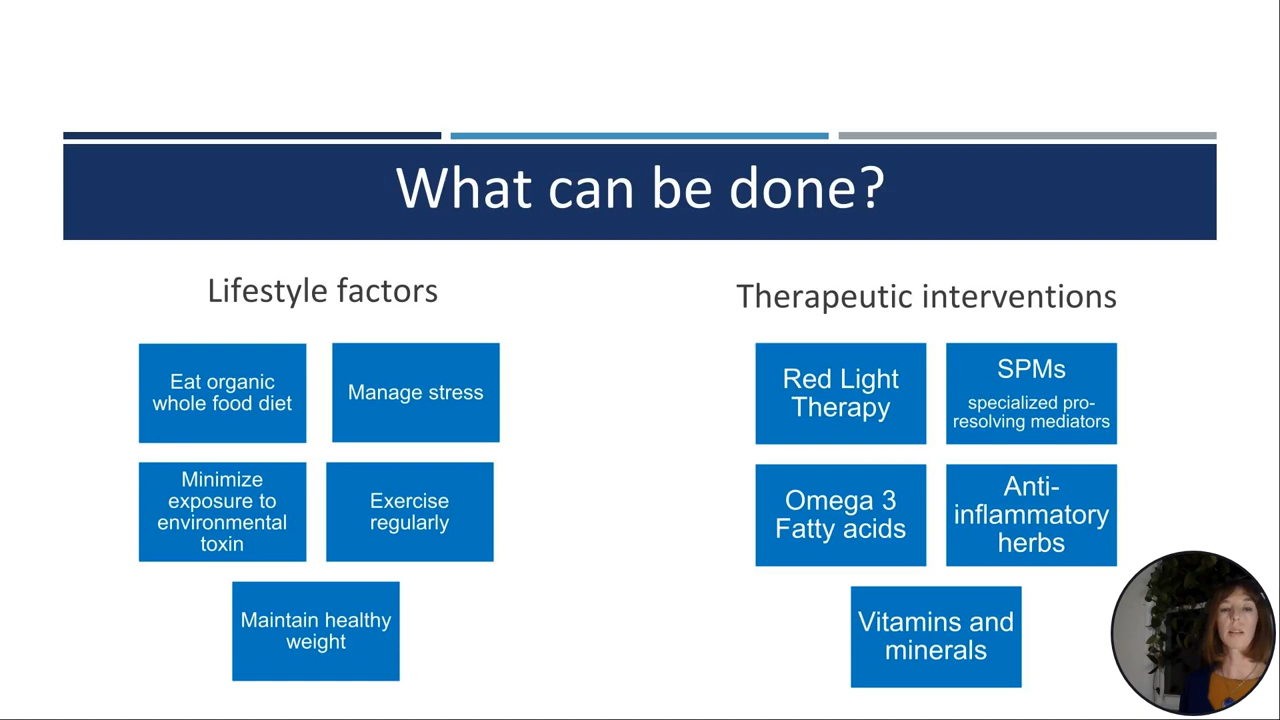 What can be done?
Lifestyle factors
Eat organic
whole food diet
Manage stress
Minimize
exposure to
environmental
toxin
Exercise
regularly
Maintain healthy
weight
Therapeutic interventions
Red Light
Therapy
SPMs
specialized pro-
resolving mediators
Omega 3
Fatty acids
Anti-
inflammatory
herbs
Vitamins and
minerals